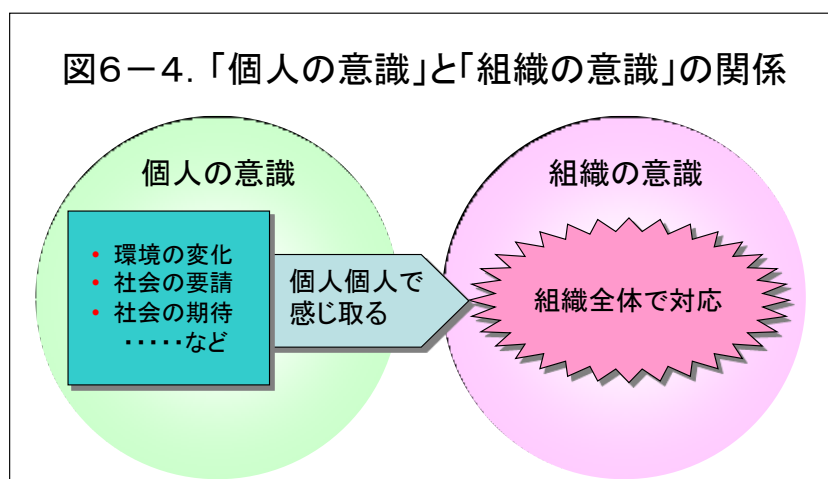 図6-4.「個人の意識」と「組織の意識」の関係
個人の意識
• 環境の変化
• 社会の要請
• 社会の期待
・・・・・など
個人個人で
感じ取る
組織の意識
組織全体で対応